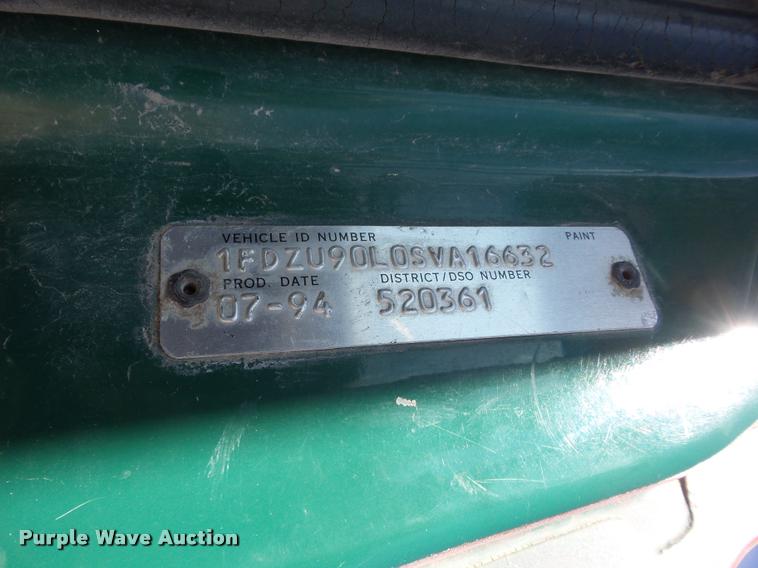 VEHICLE ID NUMBER PAINT
1FDZU90L0SVA16632
PROD. DATE DISTRICT/DSO NUMBER
07-94 520361
Purple Wave Auction